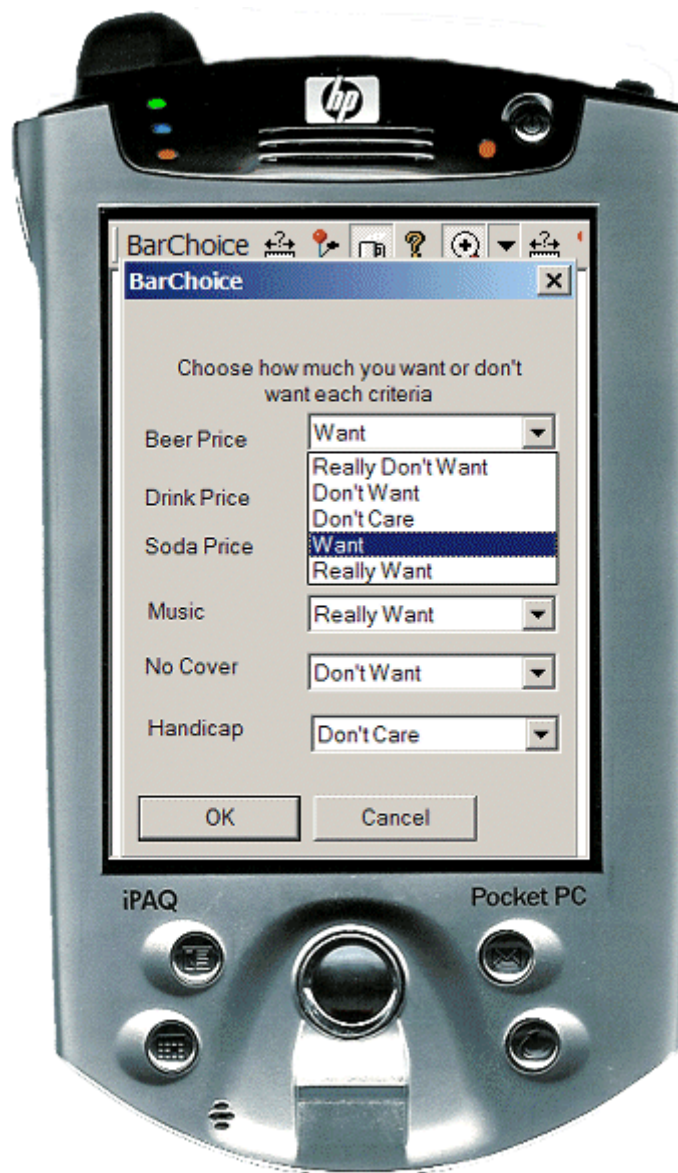 hp
BarChoice
BarChoice
Choose how much you want or don't
want each criteria
Beer Price
Want
Really Don't Want
Drink Price
Don't Want
Don't Care
Soda Price
Want
Really Want
Music
Really Want
No Cover
Don't Want
Handicap
Don't Care
OK
Cancel
iPAQ
Pocket PC